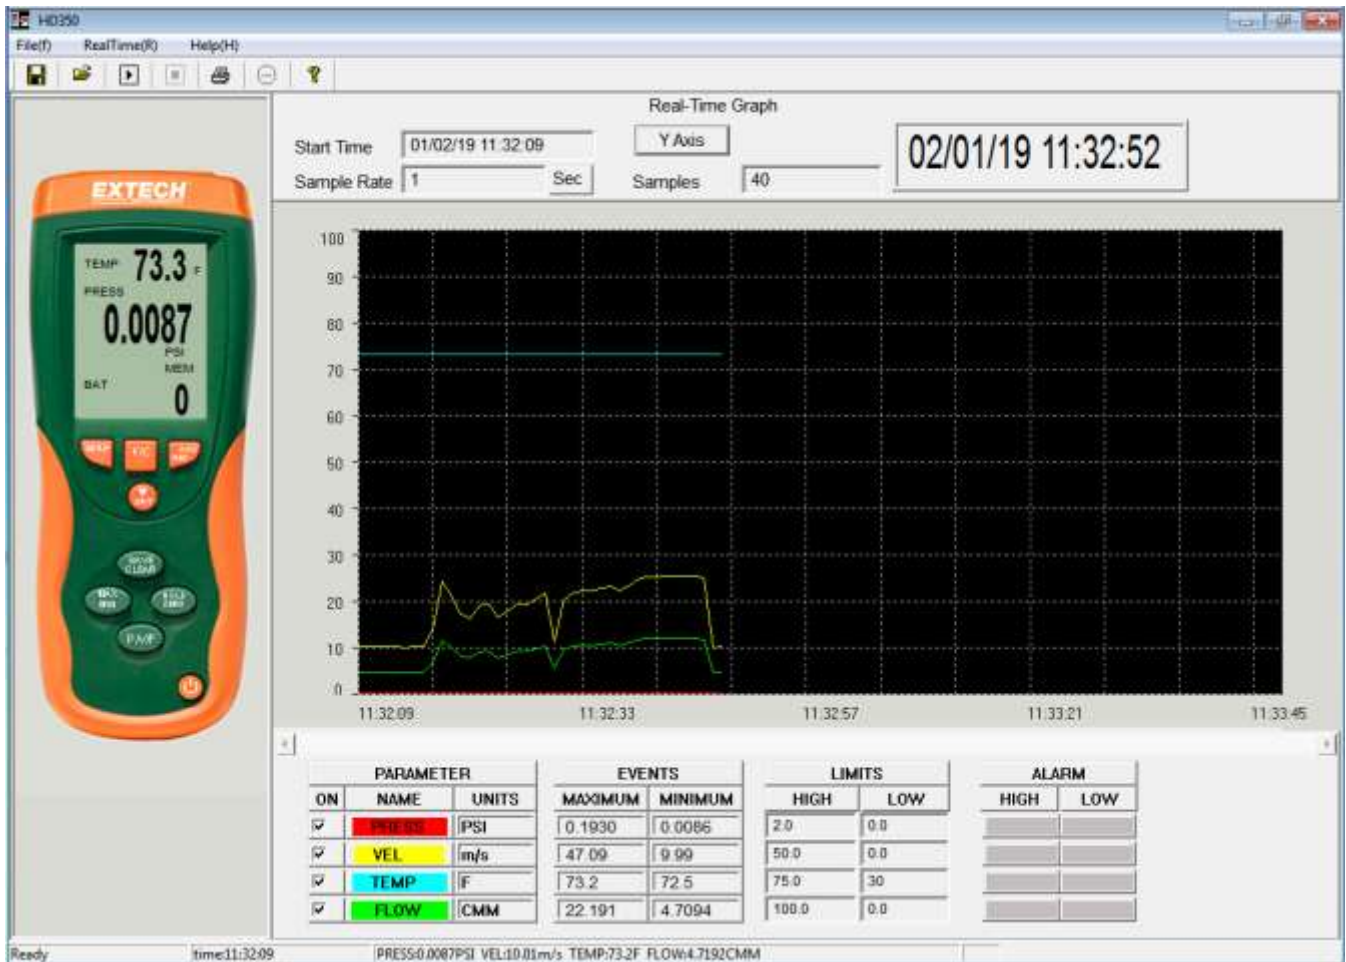 HD350
File(f) RealTime(R) Help(H)
Real-Time Graph
Start Time 01/02/19 11:32:09 Y Axis 02/01/19 11:32:52
Sample Rate 1 Sec Samples 40
EXTECH
TEMP 73.3 F
PRESS
0.0087
PSI
MEM
BAT
0
100
90
80
70
60
50
40
30
20
10
0
11:32:09 11:32:33 11:32:57 11:33:21 11:33:45
PARAMETER EVENTS LIMITS ALARM
ON NAME UNITS MAXIMUM MINIMUM HIGH LOW HIGH LOW
PRESS PSI 0.1930 0.0086 2.0 0.0
VEL m/s 47.09 9.99 50.0 0.0
TEMP F 73.2 72.5 75.0 30
FLOW CMM 22.191 4.7094 100.0 0.0
Ready time:11:32:09 PRESS:0.0087PSI VEL:10.01m/s TEMP:73.2F FLOW:4.7192CMM